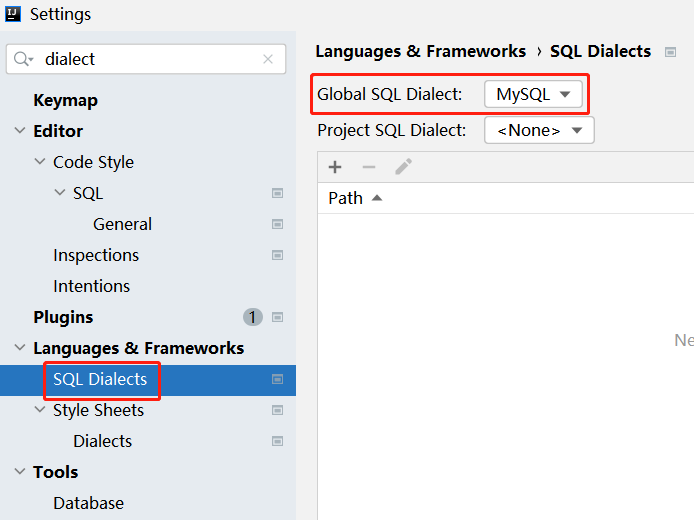 IJ Settings
dialect
Keymap
Editor
Code Style
SQL
General
Inspections
Intentions
Plugins 1
Languages & Frameworks
SQL Dialects
Style Sheets
Dialects
Tools
Database
Languages & Frameworks › SQL Dialects
Global SQL Dialect: MySQL
Project SQL Dialect: <None>
Path
Ne